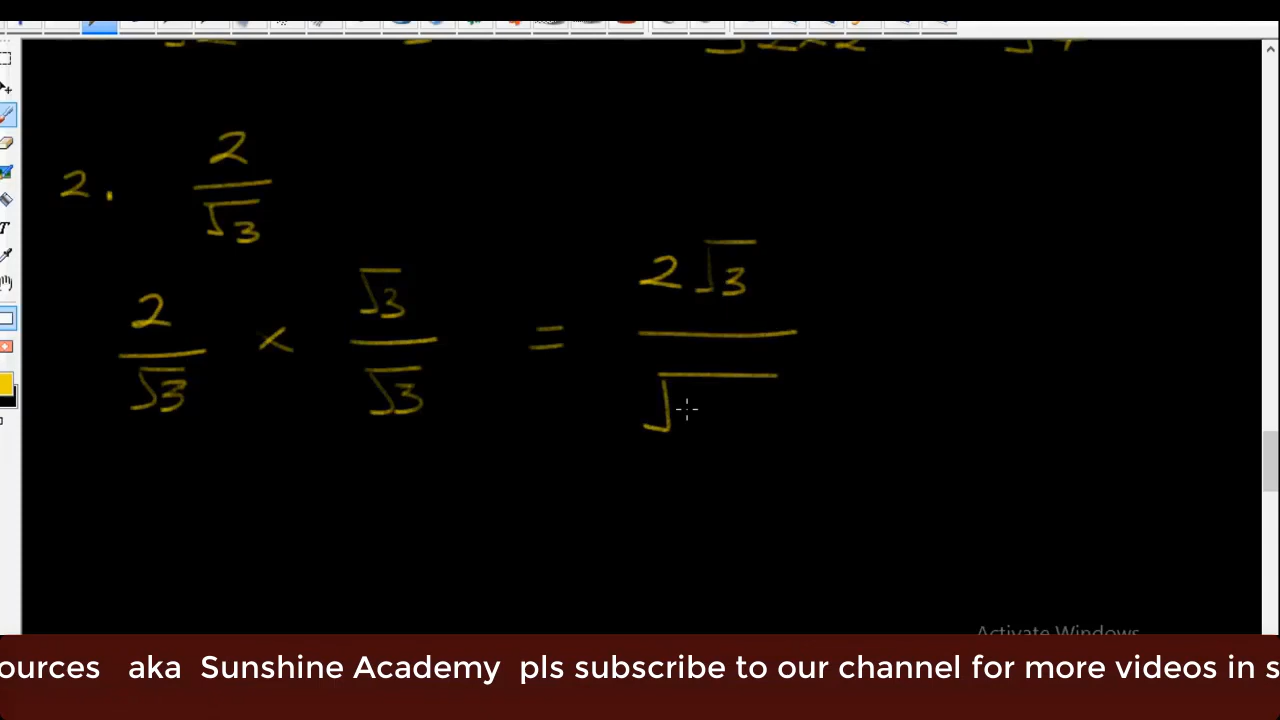 2. 2/√3
2/√3 × √3/√3 = 2√3/√
Activate Windows
ources aka Sunshine Academy pls subscribe to our channel for more videos in s